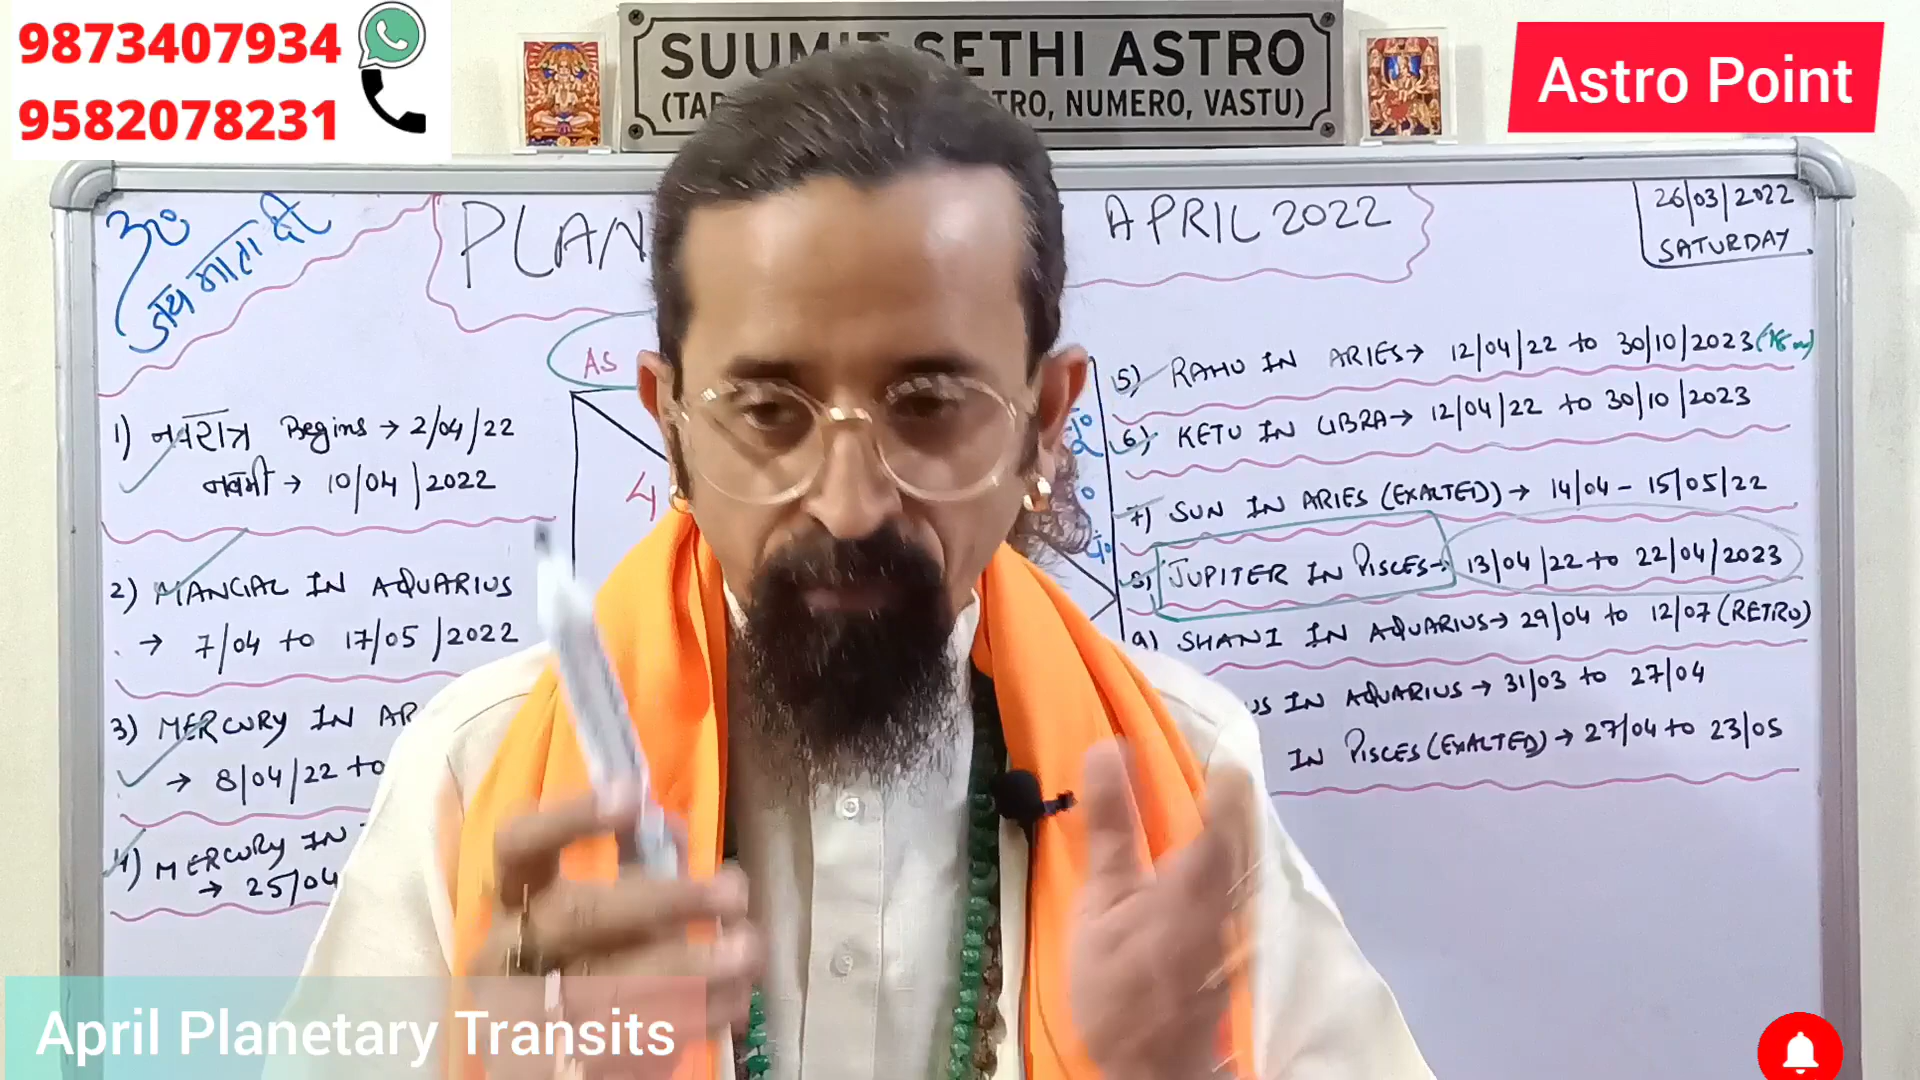 9873407934
9582078231
SUUMIT SETHI ASTRO
(TAR TRO, NUMERO, VASTU)
Astro Point
ॐ
जय माता दी
PLAN APRIL 2022
26/03/2022
SATURDAY
AS
4
1) नवरात्र Begins → 2/04/22
नवमी → 10/04/2022
2) MANGAL IN AQUARIUS
→ 7/04 to 17/05/2022
3) MERCURY IN AR
→ 8/04/22 to
4) MERCURY IN
→ 25/04
5) RAHU IN ARIES → 12/04/22 to 30/10/2023 (18m)
6) KETU IN LIBRA → 12/04/22 to 30/10/2023
7) SUN IN ARIES (EXALTED) → 14/04 - 15/05/22
8) JUPITER IN PISCES → 13/04/22 to 22/04/2023
9) SHANI IN AQUARIUS → 29/04 to 12/07 (RETRO)
US IN AQUARIUS → 31/03 to 27/04
IN PISCES (EXALTED) → 27/04 to 23/05
April Planetary Transits